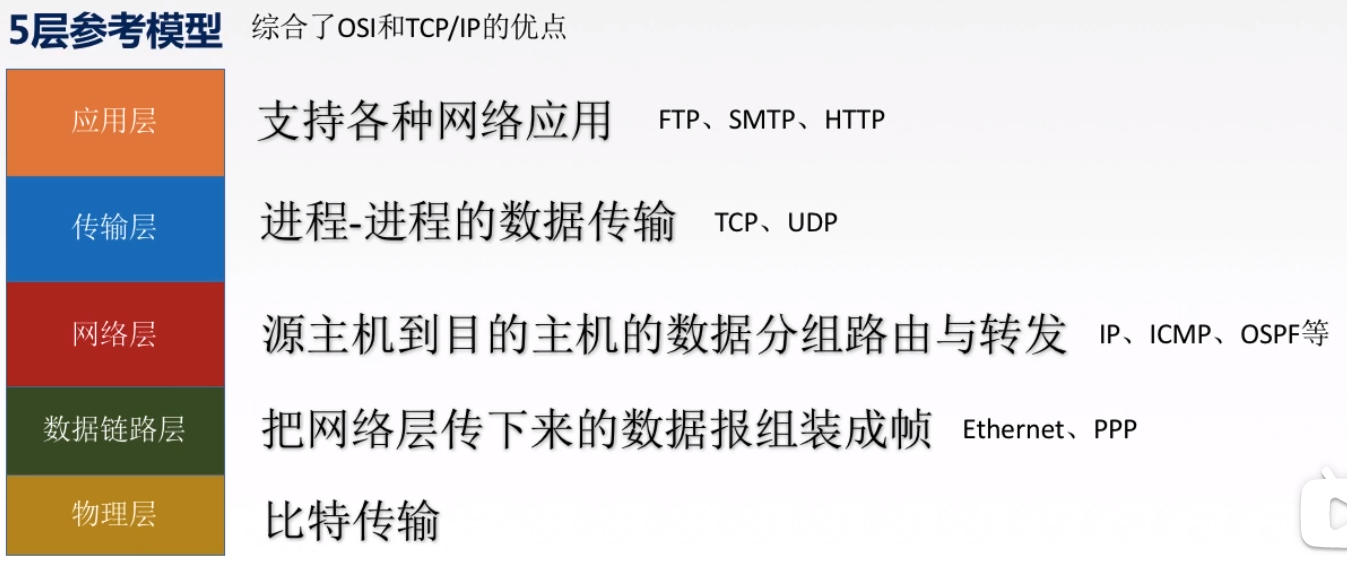 5层参考模型 综合了OSI和TCP/IP的优点
应用层 支持各种网络应用 FTP、SMTP、HTTP
传输层 进程-进程的数据传输 TCP、UDP
网络层 源主机到目的主机的数据分组路由与转发 IP、ICMP、OSPF等
数据链路层 把网络层传下来的数据报组装成帧 Ethernet、PPP
物理层 比特传输